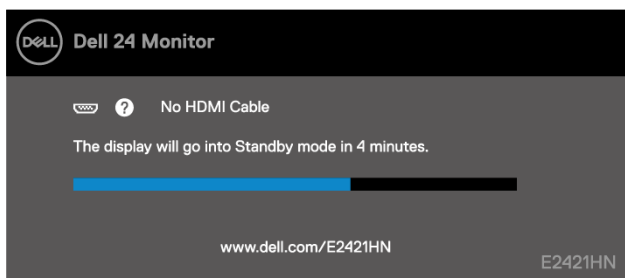 DELL Dell 24 Monitor
? No HDMI Cable
The display will go into Standby mode in 4 minutes.
www.dell.com/E2421HN
E2421HN